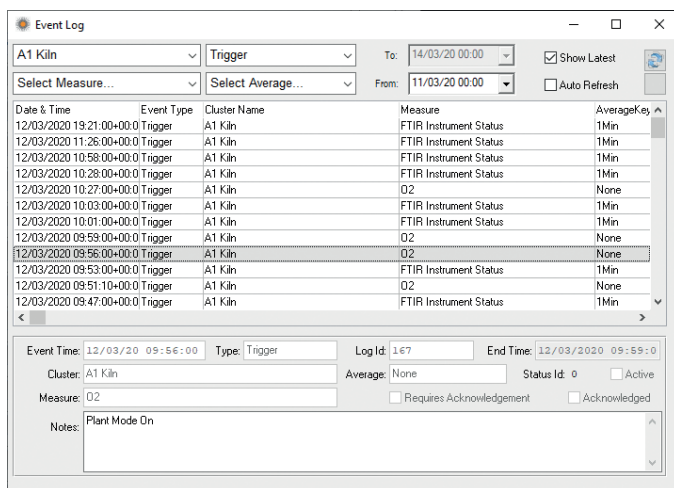 Event Log
A1 Kiln Trigger To: 14/03/20 00:00 Show Latest
Select Measure... Select Average... From: 11/03/20 00:00 Auto Refresh
Date & Time Event Type Cluster Name Measure AverageKey
12/03/2020 19:21:00+00:0 Trigger A1 Kiln FTIR Instrument Status 1Min
12/03/2020 11:26:00+00:0 Trigger A1 Kiln FTIR Instrument Status 1Min
12/03/2020 10:58:00+00:0 Trigger A1 Kiln FTIR Instrument Status 1Min
12/03/2020 10:28:00+00:0 Trigger A1 Kiln FTIR Instrument Status 1Min
12/03/2020 10:27:00+00:0 Trigger A1 Kiln O2 None
12/03/2020 10:03:00+00:0 Trigger A1 Kiln FTIR Instrument Status 1Min
12/03/2020 10:01:00+00:0 Trigger A1 Kiln FTIR Instrument Status 1Min
12/03/2020 09:59:00+00:0 Trigger A1 Kiln O2 None
12/03/2020 09:56:00+00:0 Trigger A1 Kiln O2 None
12/03/2020 09:53:00+00:0 Trigger A1 Kiln FTIR Instrument Status 1Min
12/03/2020 09:51:10+00:0 Trigger A1 Kiln O2 None
12/03/2020 09:47:00+00:0 Trigger A1 Kiln FTIR Instrument Status 1Min
Event Time: 12/03/20 09:56:00 Type: Trigger Log Id: 167 End Time: 12/03/2020 09:59:0
Cluster: A1 Kiln Average: None Status Id: 0 Active
Measure: O2 Requires Acknowledgement Acknowledged
Notes: Plant Mode On